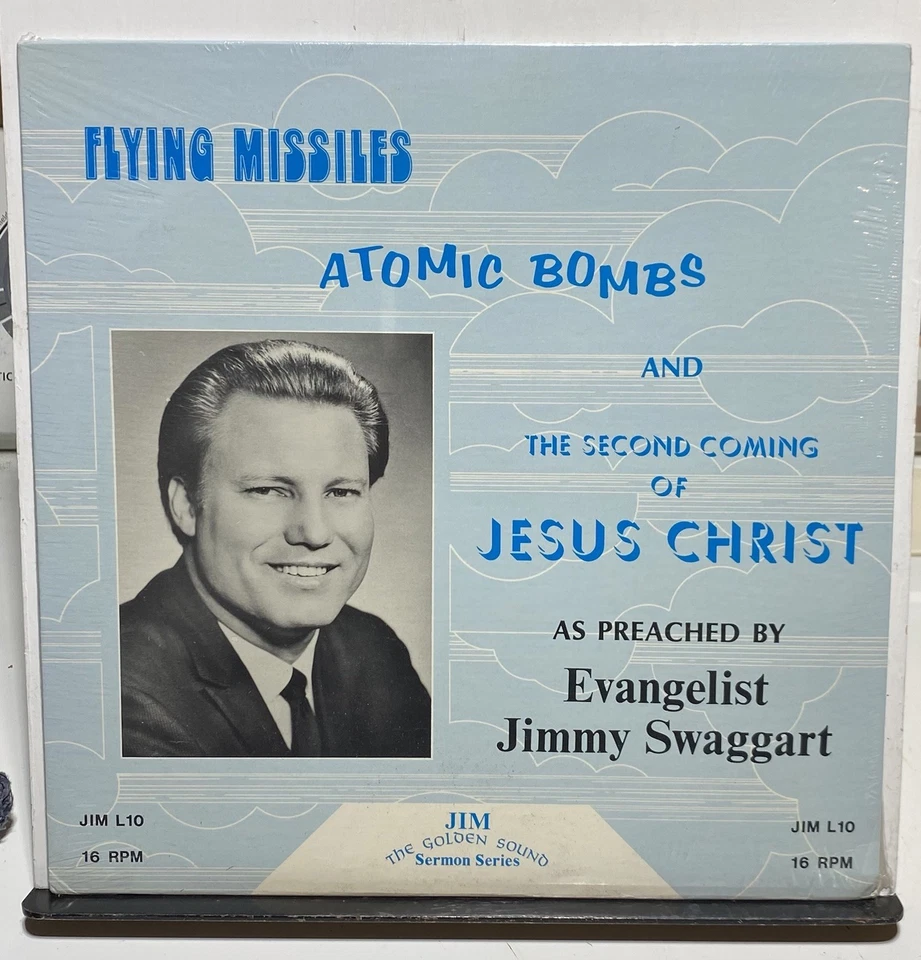 FLYING MISSILES
ATOMIC BOMBS
AND
THE SECOND COMING
OF
JESUS CHRIST
AS PREACHED BY
Evangelist
Jimmy Swaggart
JIM L10
16 RPM
JIM
THE GOLDEN SOUND
Sermon Series
JIM L10
16 RPM